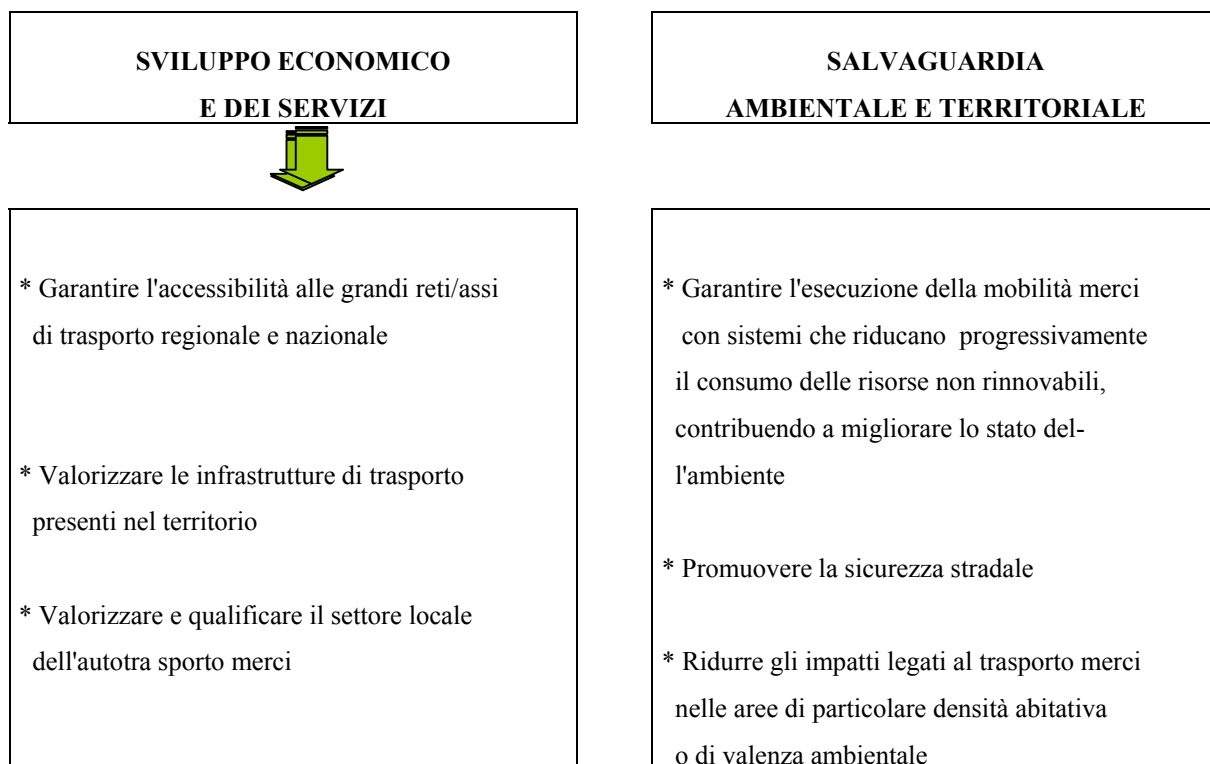 SVILUPPO ECONOMICO
E DEI SERVIZI
* Garantire l'accessibilità alle grandi reti/assi
di trasporto regionale e nazionale
* Valorizzare le infrastrutture di trasporto
presenti nel territorio
* Valorizzare e qualificare il settore locale
dell'autotra sporto merci
SALVAGUARDIA
AMBIENTALE E TERRITORIALE
* Garantire l'esecuzione della mobilità merci
con sistemi che riducano progressivamente
il consumo delle risorse non rinnovabili,
contribuendo a migliorare lo stato del-
l'ambiente
* Promuovere la sicurezza stradale
* Ridurre gli impatti legati al trasporto merci
nelle aree di particolare densità abitativa
o di valenza ambientale